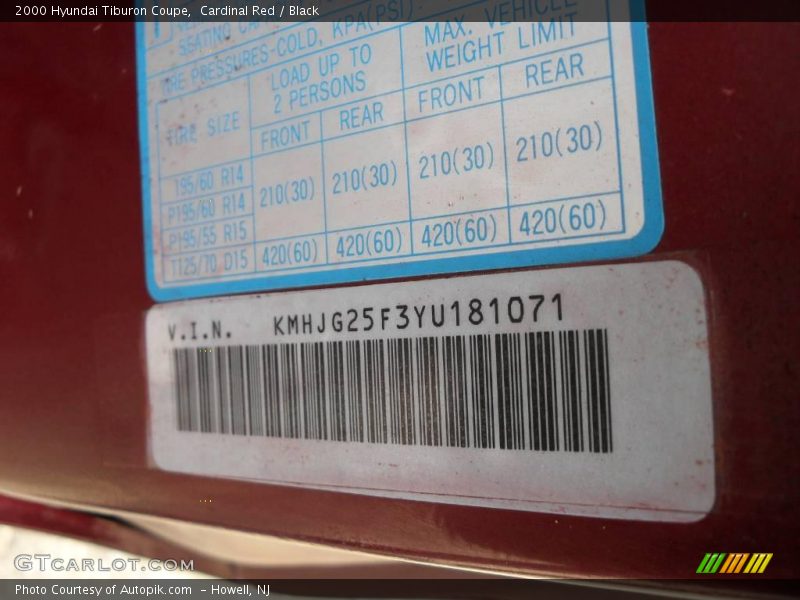 2000 Hyundai Tiburon Coupe,  Cardinal Red / Black
SEATING
TIRE PRESSURES-COLD, KPA(PSI):
LOAD UP TO
2 PERSONS
MAX. VEHICLE
WEIGHT LIMIT
TIRE SIZE
FRONT REAR FRONT REAR
195/60 R14
P195/60 R14
P195/55 R15
210(30) 210(30) 210(30) 210(30)
T125/70 D15 420(60) 420(60) 420(60) 420(60)
V.I.N. KMHJG25F3YU181071
GTCARLOT.COM
Photo Courtesy of Autopik.com  - Howell, NJ